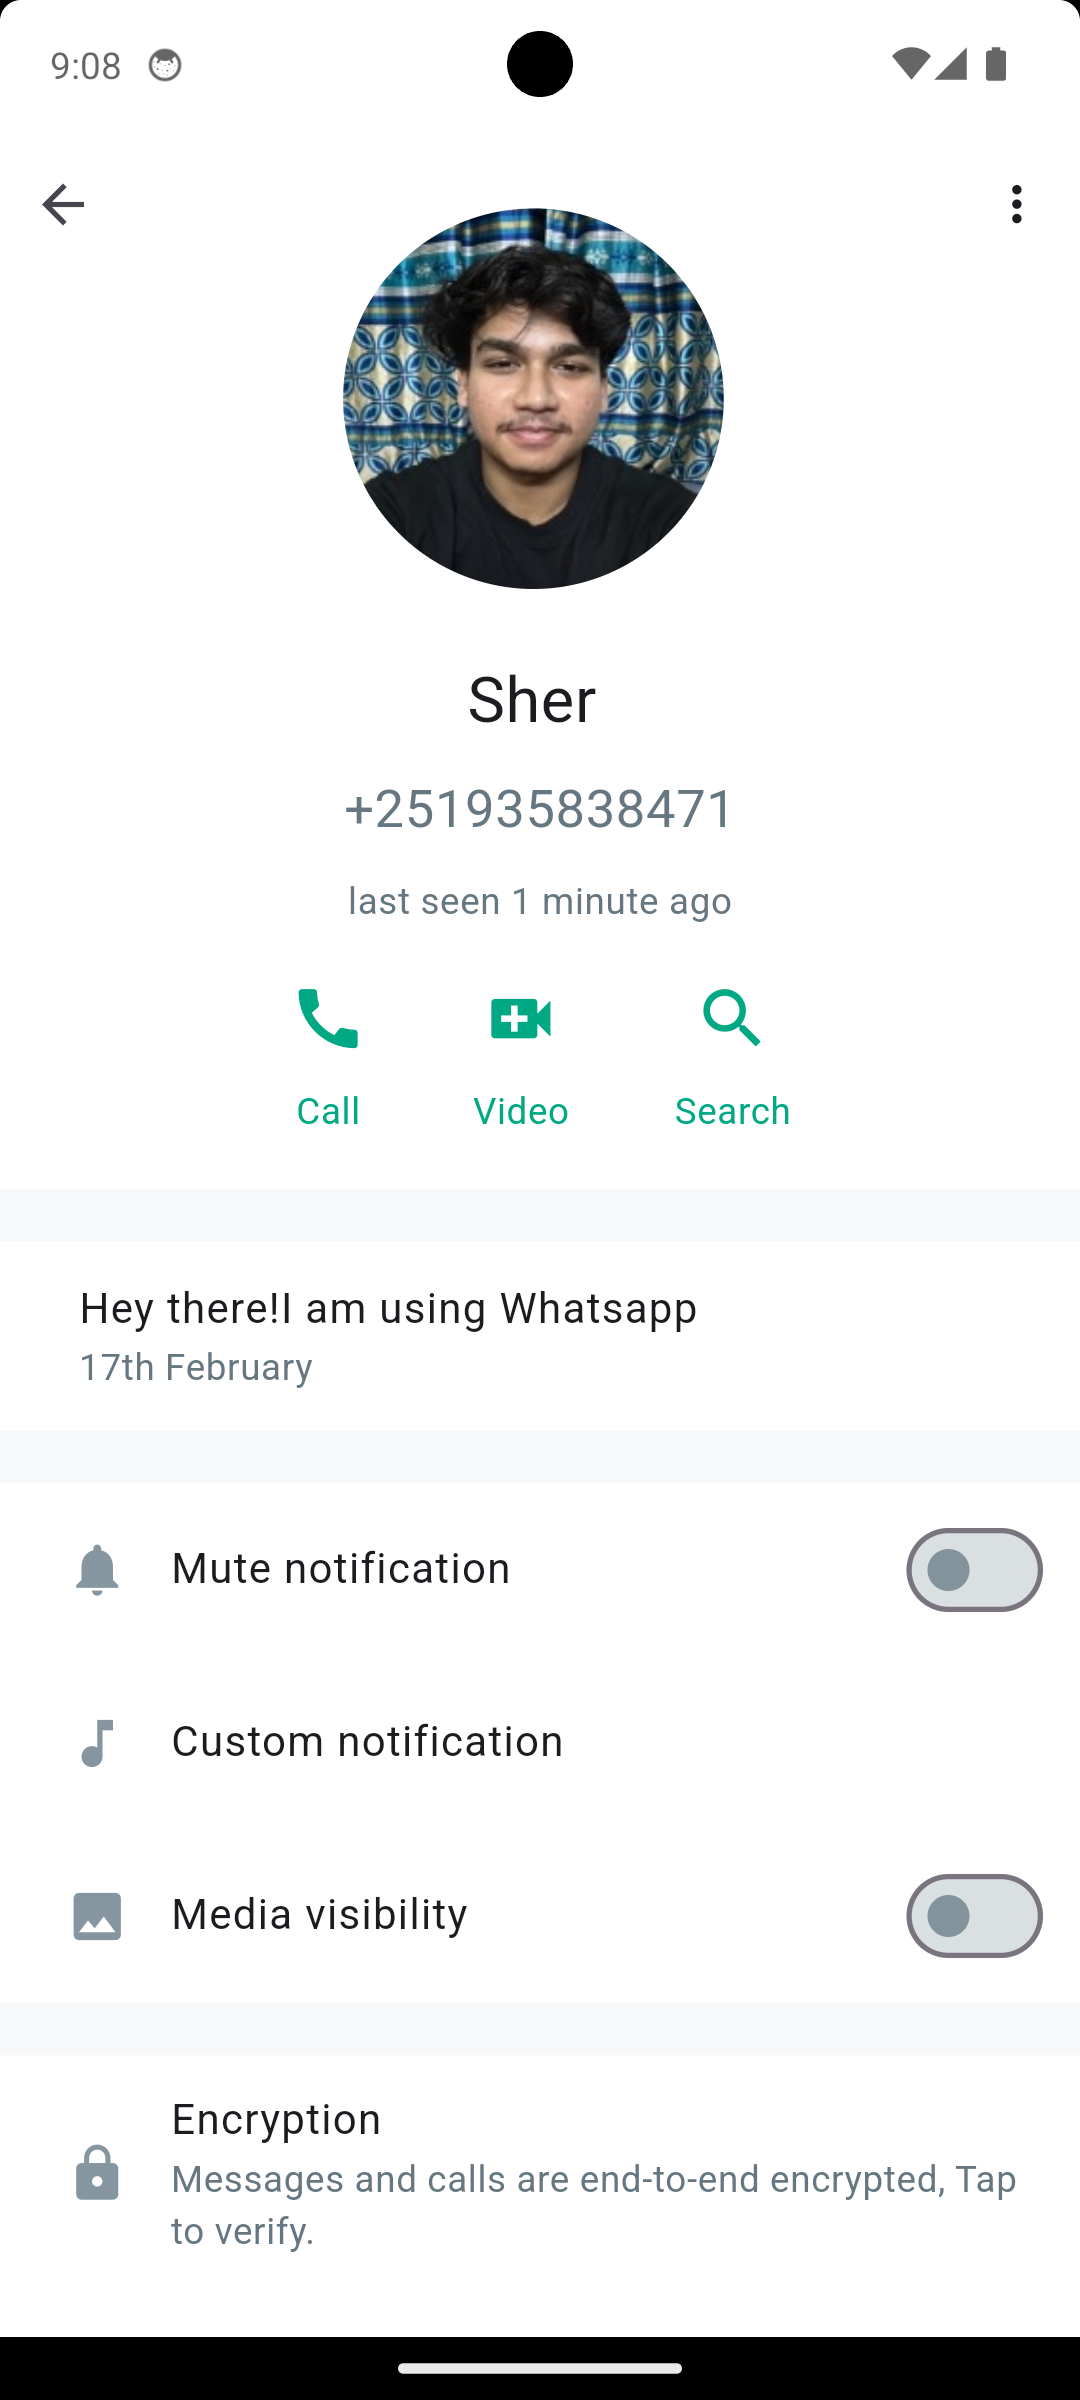 9:08
Sher
+251935838471
last seen 1 minute ago
Call
Video
Search
Hey there!I am using Whatsapp
17th February
Mute notification
Custom notification
Media visibility
Encryption
Messages and calls are end-to-end encrypted, Tap
to verify.